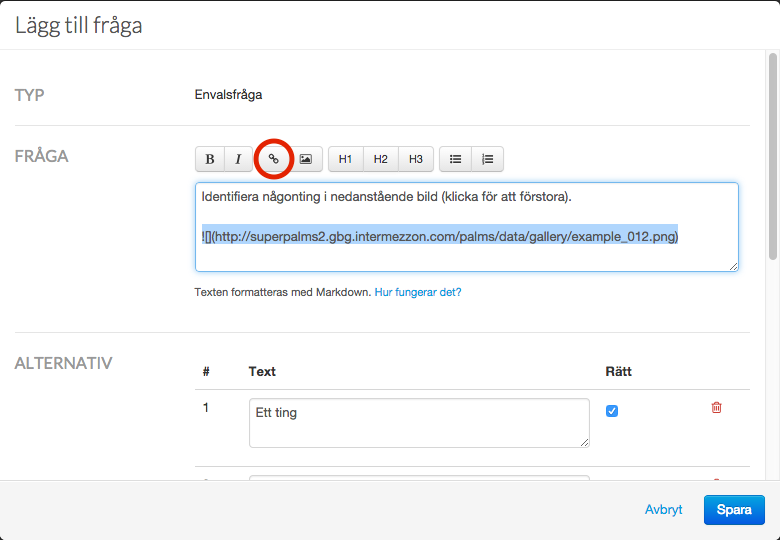 Lägg till fråga
TYP
Envalsfråga
FRÅGA
B I H1 H2 H3
Identifiera någonting i nedanstående bild (klicka för att förstora).
![](http://superpalms2.gbg.intermezzon.com/palms/data/gallery/example_012.png)
Texten formatteras med Markdown. Hur fungerar det?
ALTERNATIV
# Text Rätt
1 Ett ting
Avbryt Spara